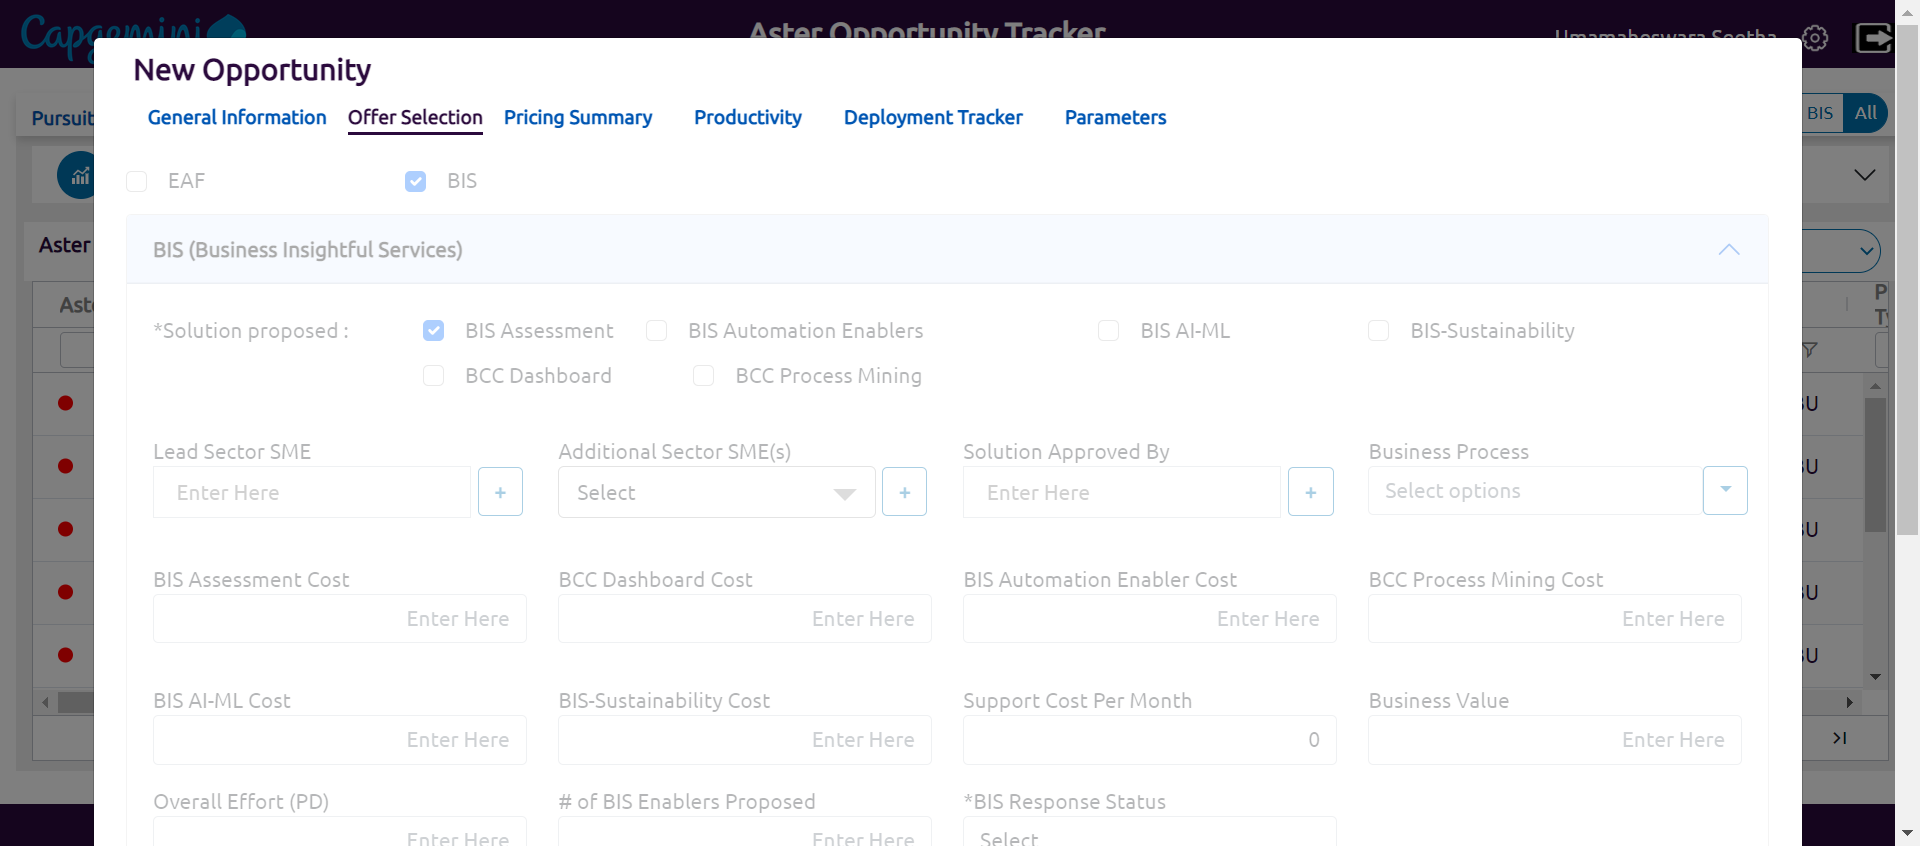 Capgemini
Aster Opportunity Tracker
Umamaheswara Seetha
New Opportunity
Pursuit
General Information
Offer Selection
Pricing Summary
Productivity
Deployment Tracker
Parameters
BIS
All
EAF
BIS
Aster
BIS (Business Insightful Services)
*Solution proposed :
BIS Assessment
BIS Automation Enablers
BIS AI-ML
BIS-Sustainability
BCC Dashboard
BCC Process Mining
Lead Sector SME
Additional Sector SME(s)
Solution Approved By
Business Process
Enter Here
+
Select
+
Enter Here
+
Select options
BIS Assessment Cost
BCC Dashboard Cost
BIS Automation Enabler Cost
BCC Process Mining Cost
Enter Here
Enter Here
Enter Here
Enter Here
BIS AI-ML Cost
BIS-Sustainability Cost
Support Cost Per Month
Business Value
Enter Here
Enter Here
0
Enter Here
Overall Effort (PD)
# of BIS Enablers Proposed
*BIS Response Status
Enter Here
Enter Here
Select